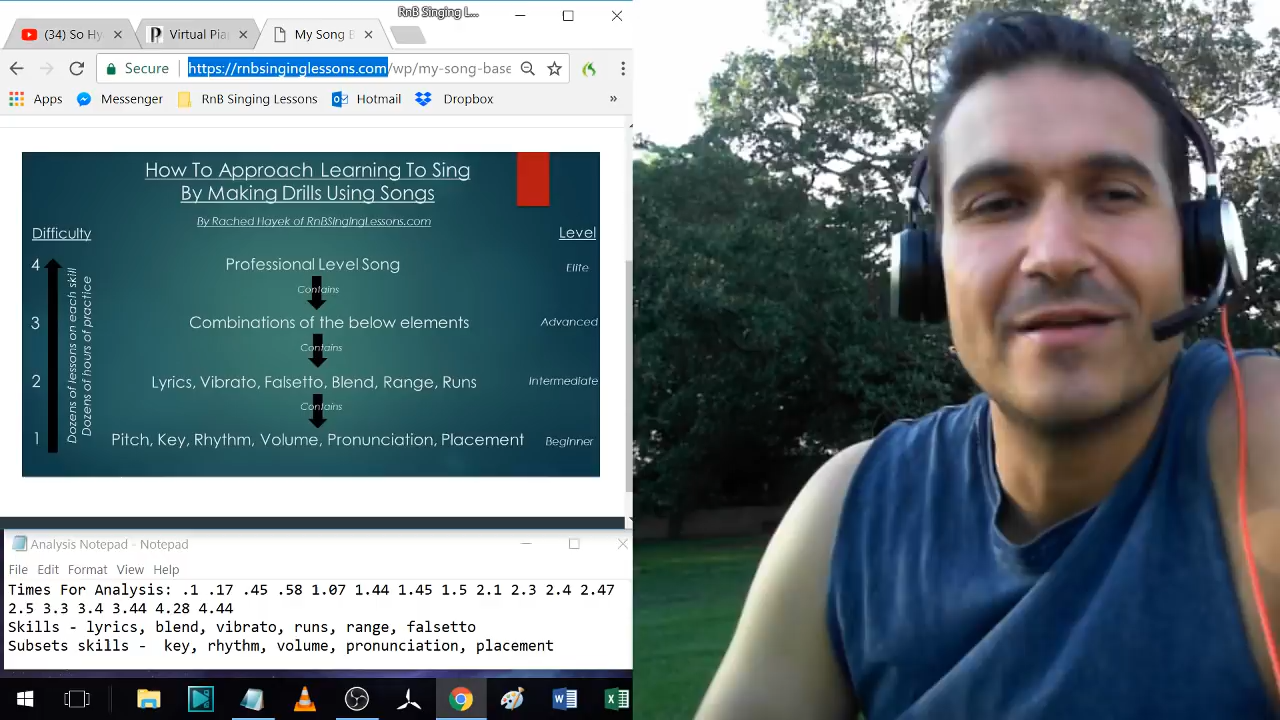 RnB Singing L...
(34) So Hy
Virtual Pia
My Song B
Secure
https://rnbsinginglessons.com/wp/my-song-base
Apps
Messenger
RnB Singing Lessons
Hotmail
Dropbox
»
How To Approach Learning To Sing
By Making Drills Using Songs
By Rached Hayek of RnBSingingLessons.com
Difficulty
Level
4
Professional Level Song
Elite
Contains
3
Combinations of the below elements
Advanced
Contains
2
Lyrics, Vibrato, Falsetto, Blend, Range, Runs
Intermediate
Contains
1
Pitch, Key, Rhythm, Volume, Pronunciation, Placement
Beginner
Dozens of lessons on each skill
Dozens of hours of practice
Analysis Notepad - Notepad
File Edit Format View Help
Times For Analysis: .1 .17 .45 .58 1.07 1.44 1.45 1.5 2.1 2.3 2.4 2.47
2.5 3.3 3.4 3.44 4.28 4.44
Skills - lyrics, blend, vibrato, runs, range, falsetto
Subsets skills -  key, rhythm, volume, pronunciation, placement